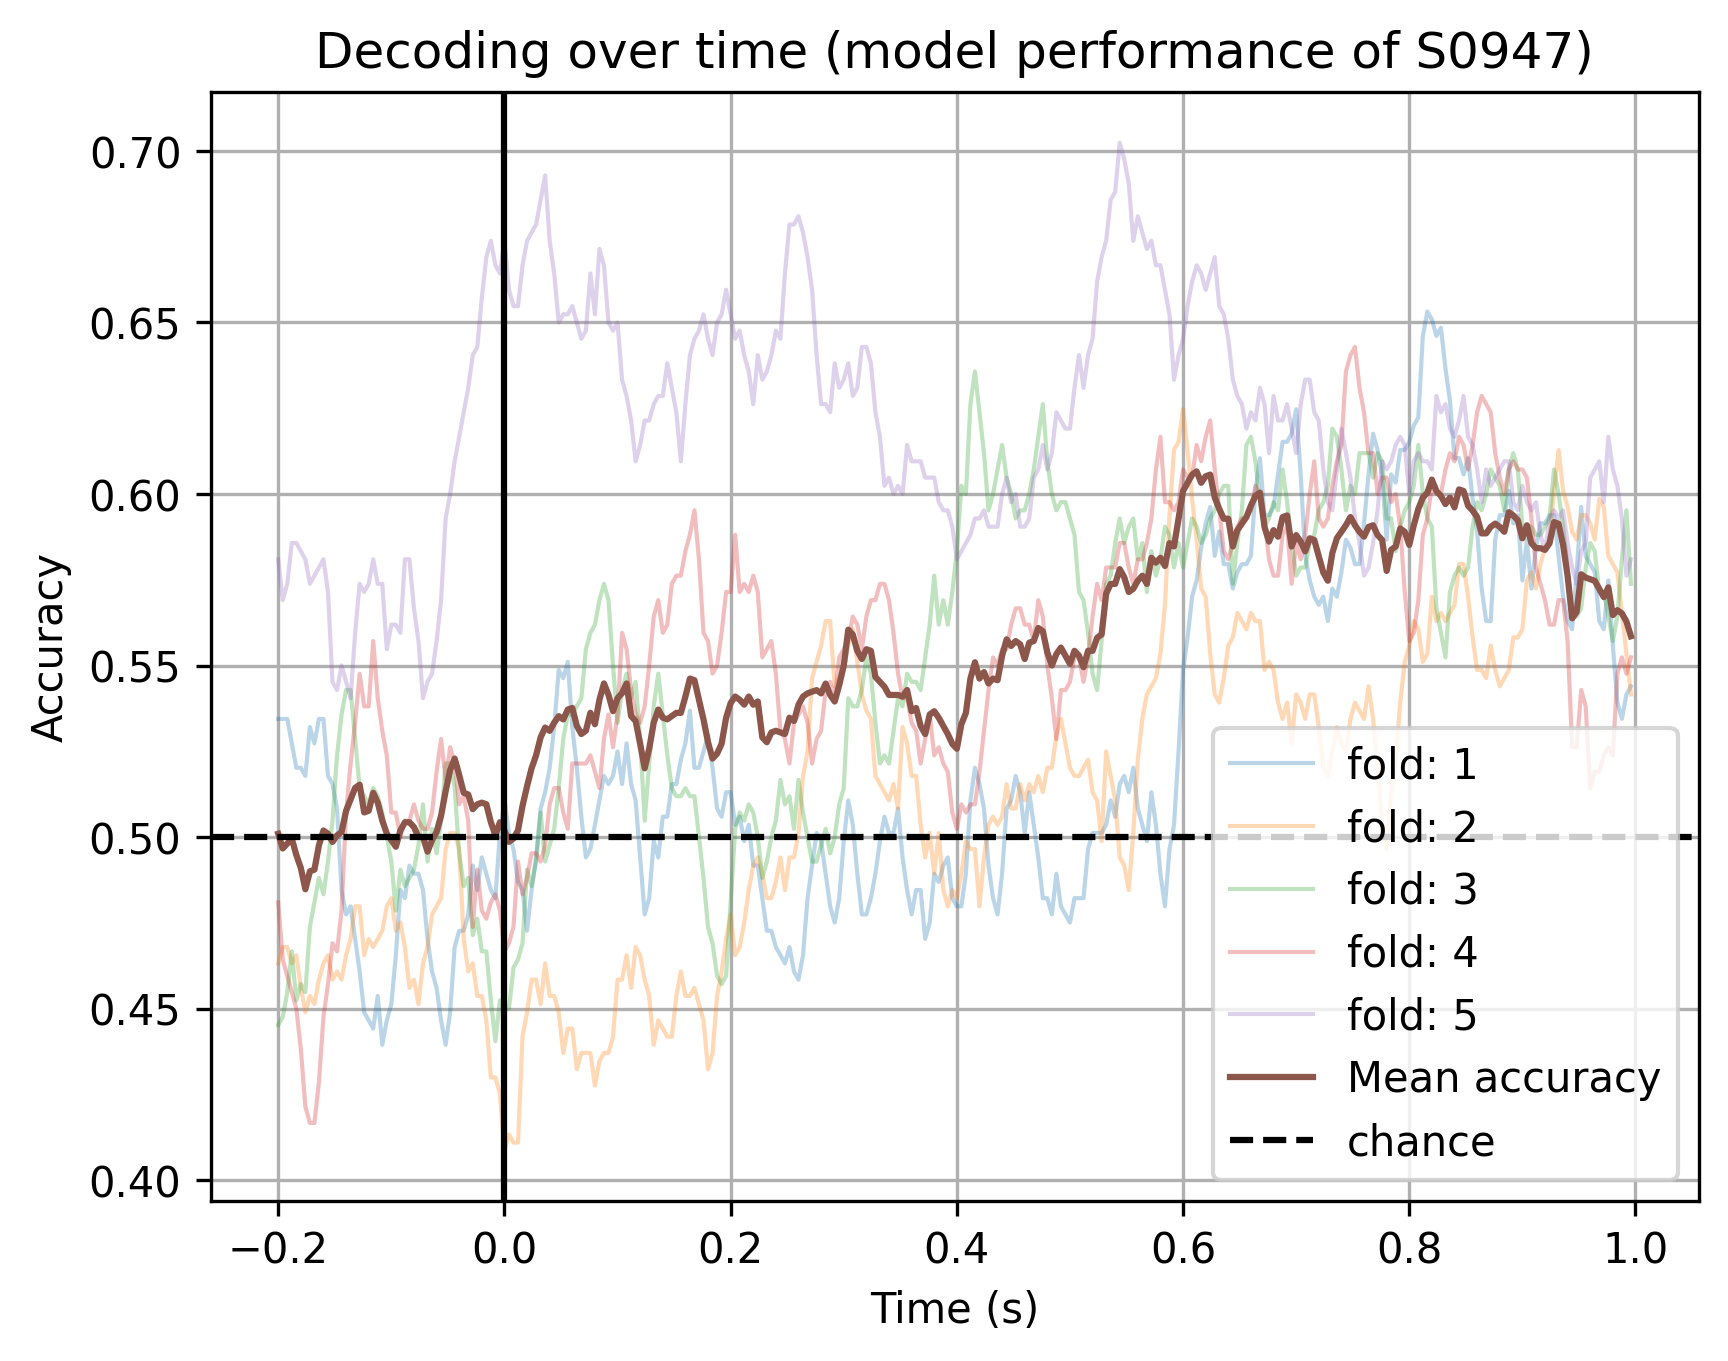 Decoding over time (model performance of S0947)
Accuracy
0.70
0.65
0.60
0.55
0.50
0.45
0.40
fold: 1
fold: 2
fold: 3
fold: 4
fold: 5
Mean accuracy
chance
−0.2
0.0
0.2
0.4
0.6
0.8
1.0
Time (s)